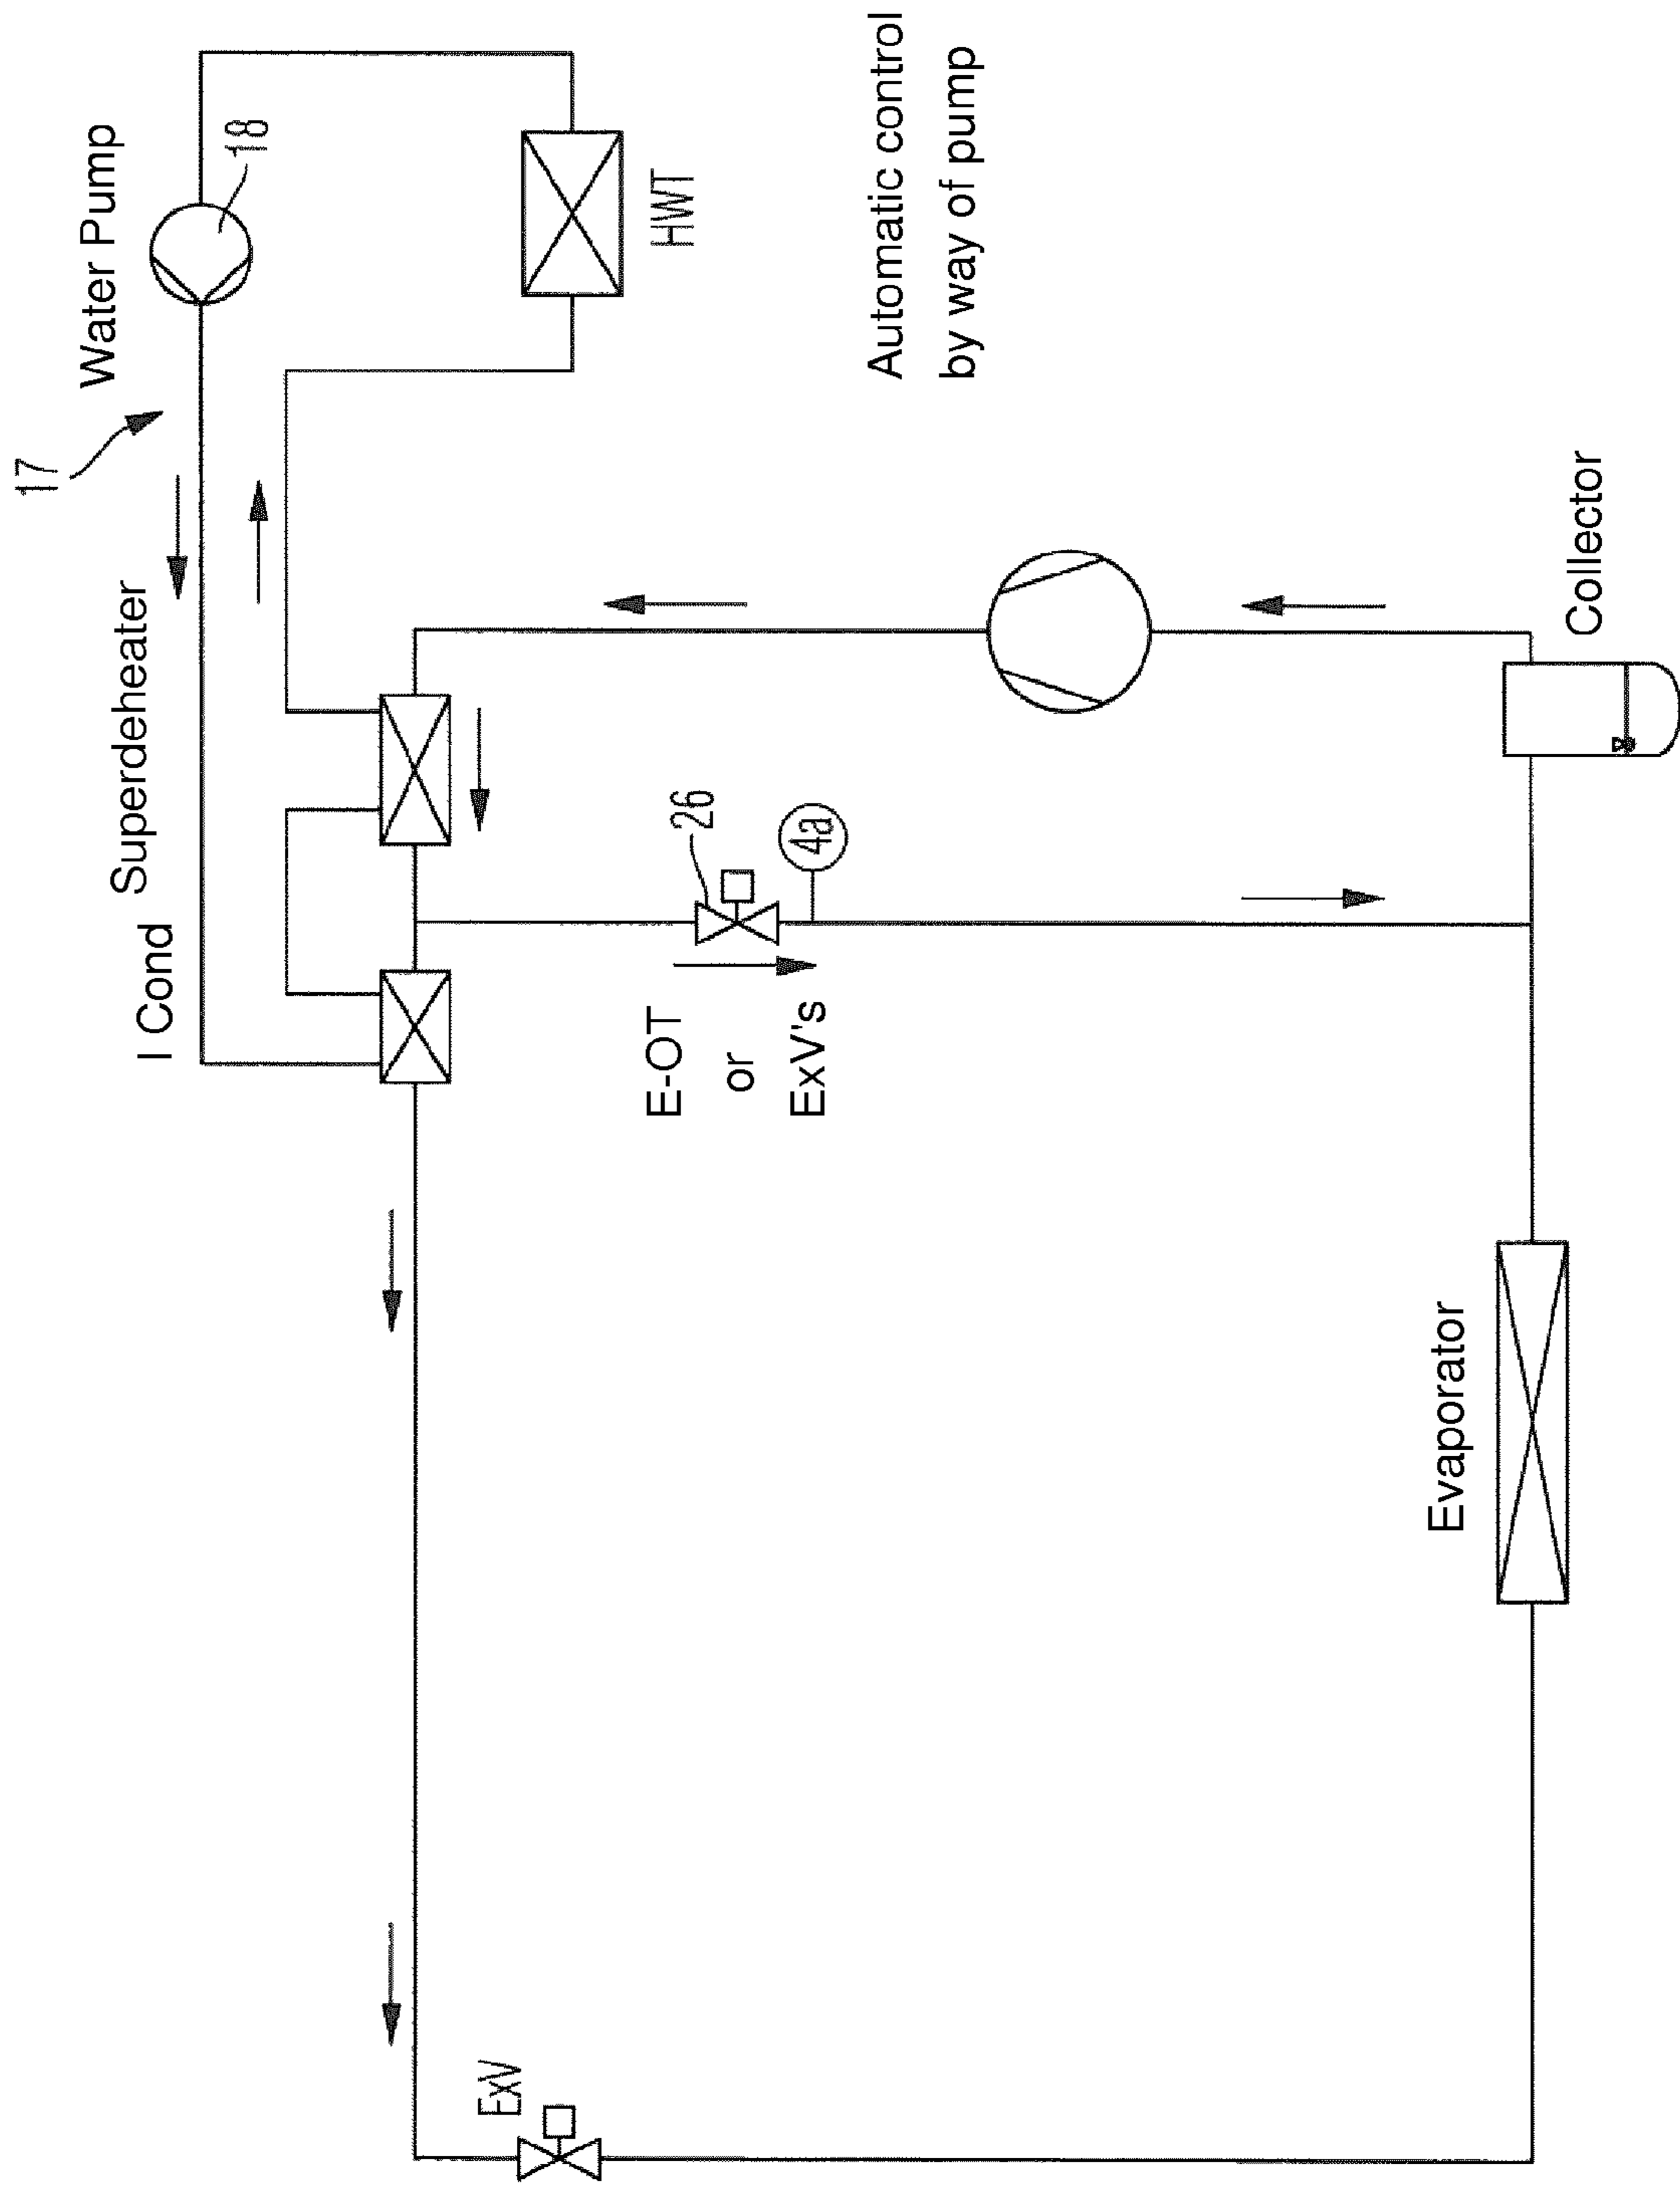 17
Water Pump
18
HWT
Automatic control
by way of pump
Superdeheater
I Cond
26
4a
E-OT
or
ExV's
Collector
Evaporator
ExV